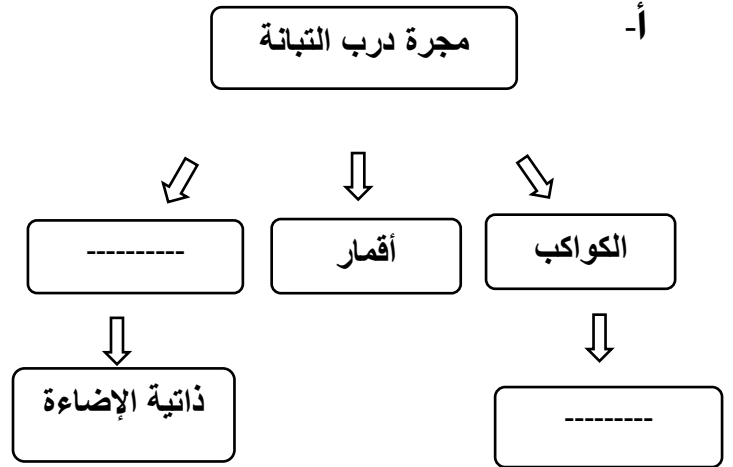 أ-
مجرة درب التبانة
الكواكب
أقمار
----------
ذاتية الإضاءة
---------